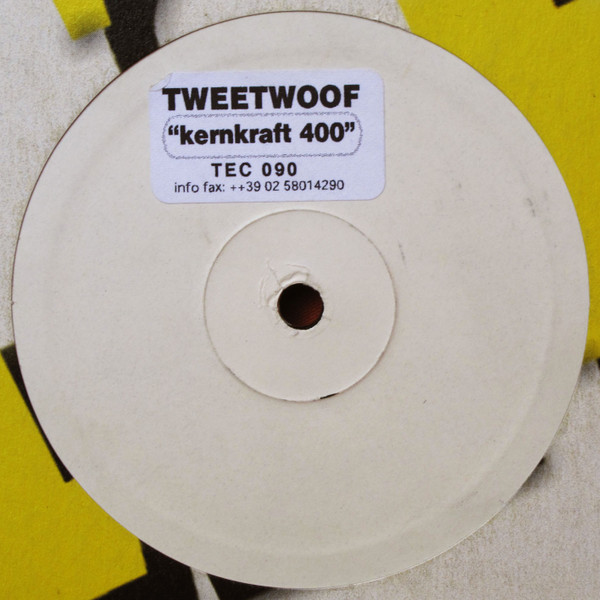 TWEETWOOF
“kernkraft 400”
TEC 090
info fax: ++39 02 58014290